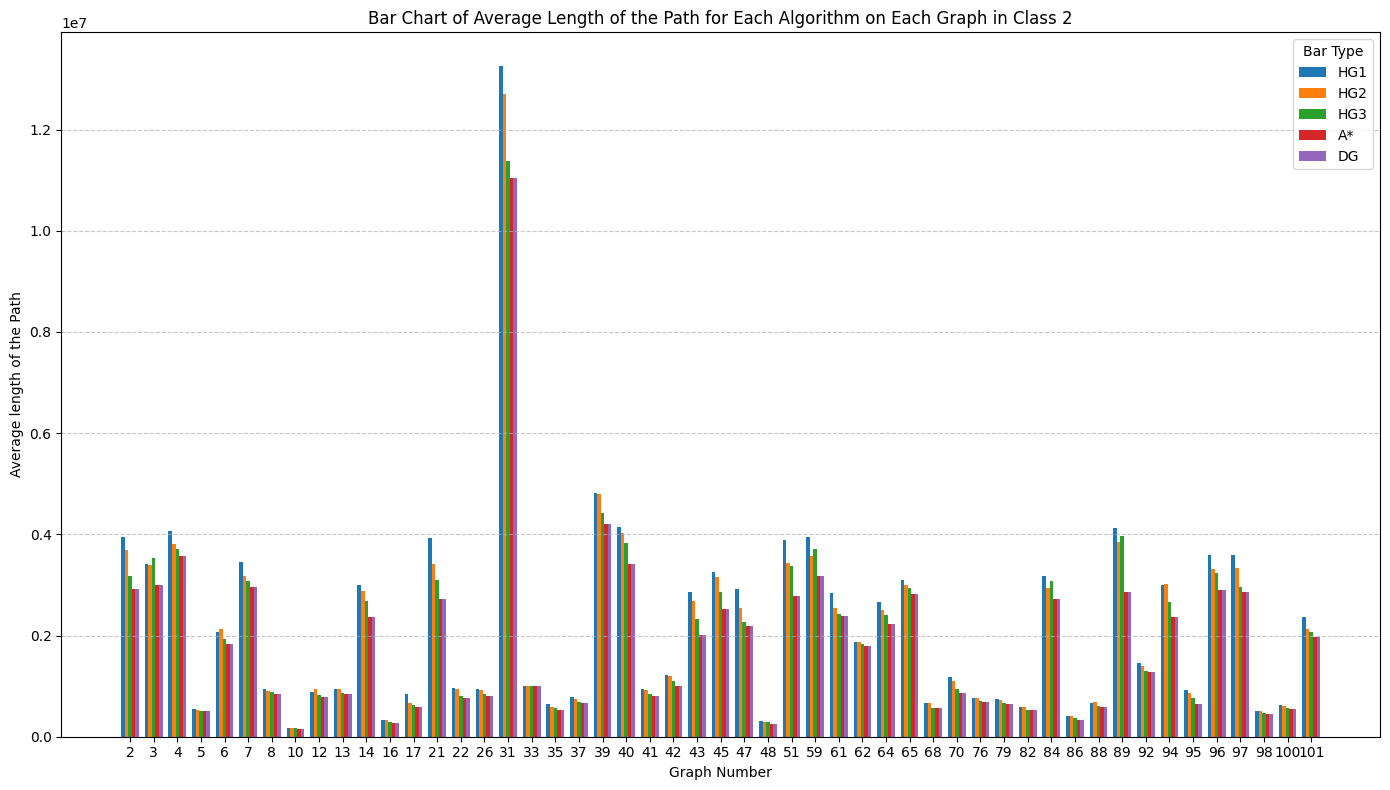 Bar Chart of Average Length of the Path for Each Algorithm on Each Graph in Class 2
1e7
Bar Type
HG1
HG2
HG3
A*
DG
Average length of the Path
1.2
1.0
0.8
0.6
0.4
0.2
0.0
2 3 4 5 6 7 8 10 12 13 14 16 17 21 22 26 31 33 35 37 39 40 41 42 43 45 47 48 51 59 61 62 64 65 68 70 76 79 82 84 86 88 89 92 94 95 96 97 98 100 101
Graph Number